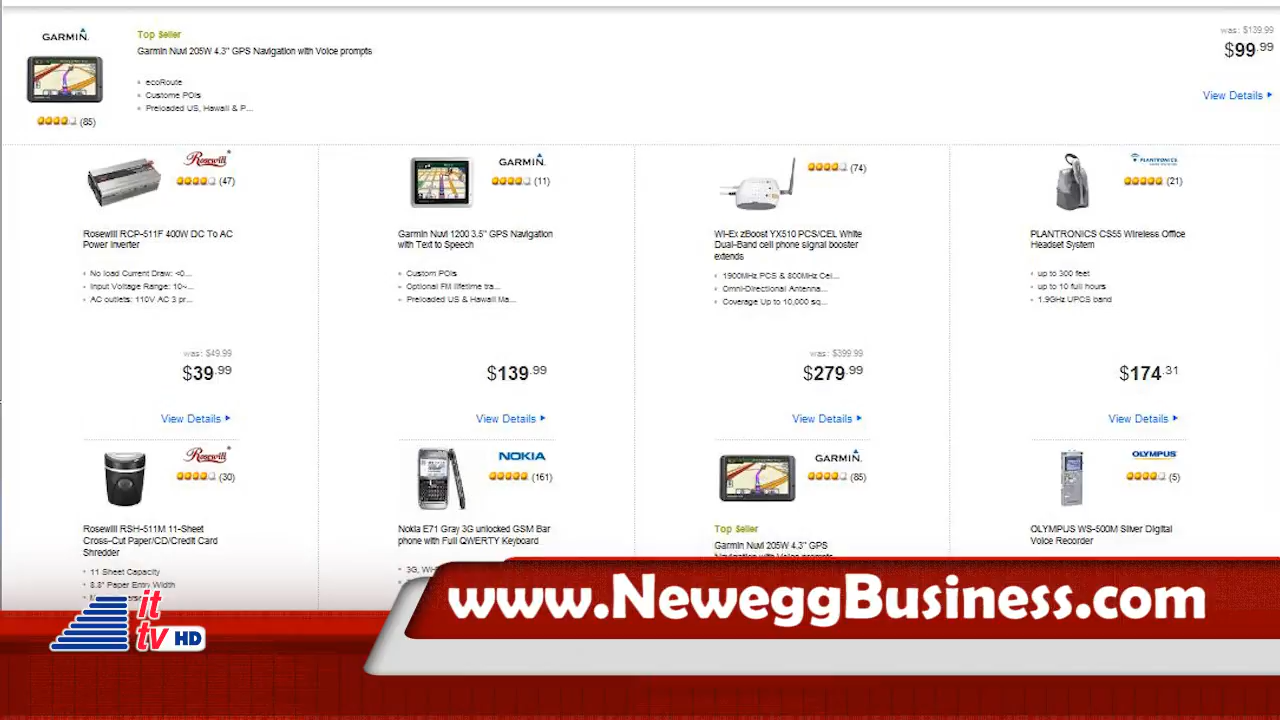 GARMIN
Top Seller
Garmin Nuvi 205W 4.3" GPS Navigation with Voice prompts
ecoRoute
Custome POIs
Preloaded US, Hawaii & P...
(85)
was: $139.99
$99.99
View Details
Rosewill
(47)
Rosewill RCP-511F 400W DC To AC
Power Inverter
No load Current Draw: <0...
Input Voltage Range: 10~...
AC outlets: 110V AC 3 pr...
was: $49.99
$39.99
View Details
GARMIN
(11)
Garmin Nuvi 1200 3.5" GPS Navigation
with Text to Speech
Custom POIs
Optional FM lifetime tra...
Preloaded US & Hawaii Ma...
$139.99
View Details
(74)
Wi-Ex zBoost YX510 PCS/CEL White
Dual-Band cell phone signal booster
extends
1900MHz PCS & 800MHz Cel...
Omni-Directional Antenna...
Coverage Up to 10,000 sq...
was: $399.99
$279.99
View Details
PLANTRONICS
(21)
PLANTRONICS CS55 Wireless Office
Headset System
up to 300 feet
up to 10 full hours
1.9GHz UPCS band
$174.31
View Details
Rosewill
(30)
Rosewill RSH-511M 11-Sheet
Cross-Cut Paper/CD/Credit Card
Shredder
11 Sheet Capacity
8.8" Paper Entry Width
NOKIA
(161)
Nokia E71 Gray 3G unlocked GSM Bar
phone with Full QWERTY Keyboard
3G, Wi-
GARMIN
(85)
Top Seller
Garmin Nuvi 205W 4.3" GPS
Navigation with Voice prompts
OLYMPUS
(5)
OLYMPUS WS-500M Silver Digital
Voice Recorder
www.NeweggBusiness.com
it
tv HD